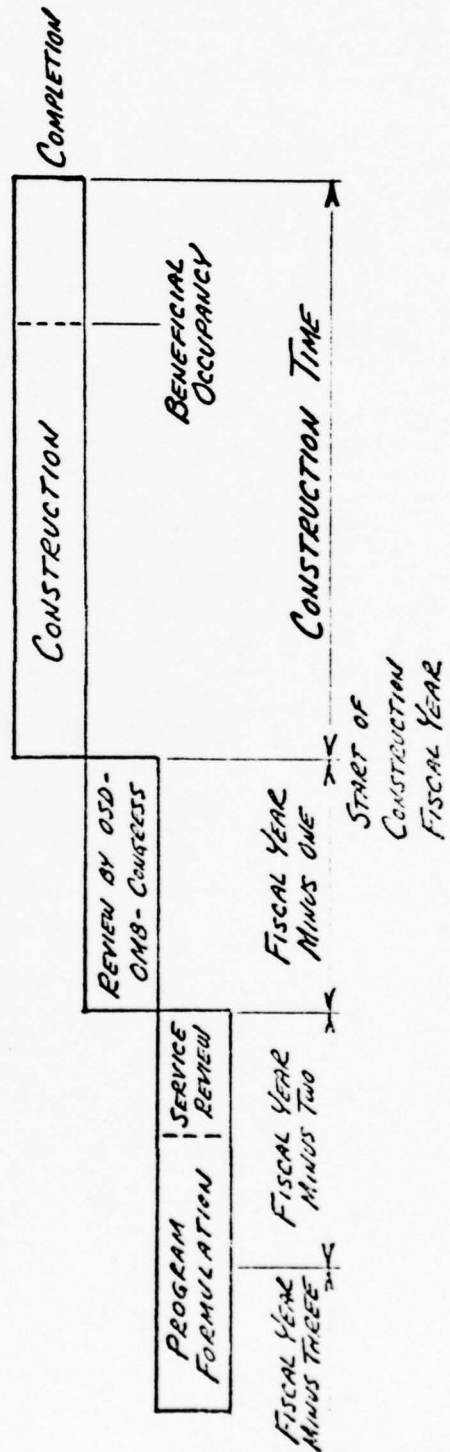 PROGRAM
FORMULATION
SERVICE
REVIEW
REVIEW BY OSD-
OMB- CONGRESS
CONSTRUCTION
COMPLETION
BENEFICIAL
OCCUPANCY
FISCAL YEAR
MINUS THREE
FISCAL YEAR
MINUS TWO
FISCAL YEAR
MINUS ONE
CONSTRUCTION TIME
START OF
CONSTRUCTION
FISCAL YEAR